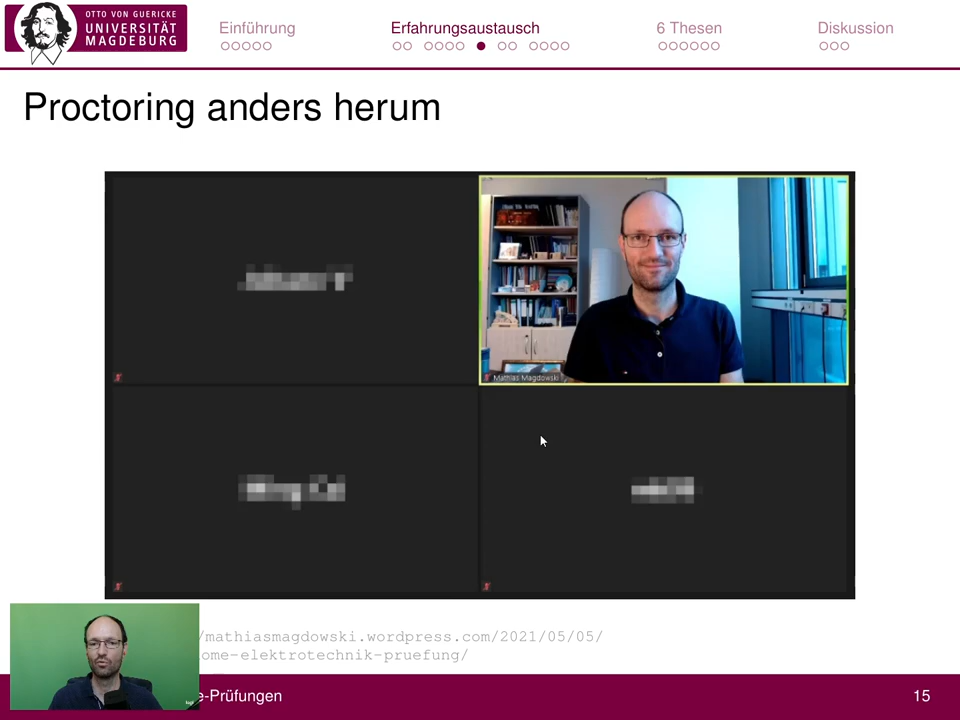 OTTO VON GUERICKE
UNIVERSITÄT
MAGDEBURG
Einführung
Erfahrungsaustausch
6 Thesen
Diskussion
Proctoring anders herum
Mathias Magdowski
/mathiasmagdowski.wordpress.com/2021/05/05/
ome-elektrotechnik-pruefung/
e-Prüfungen
15